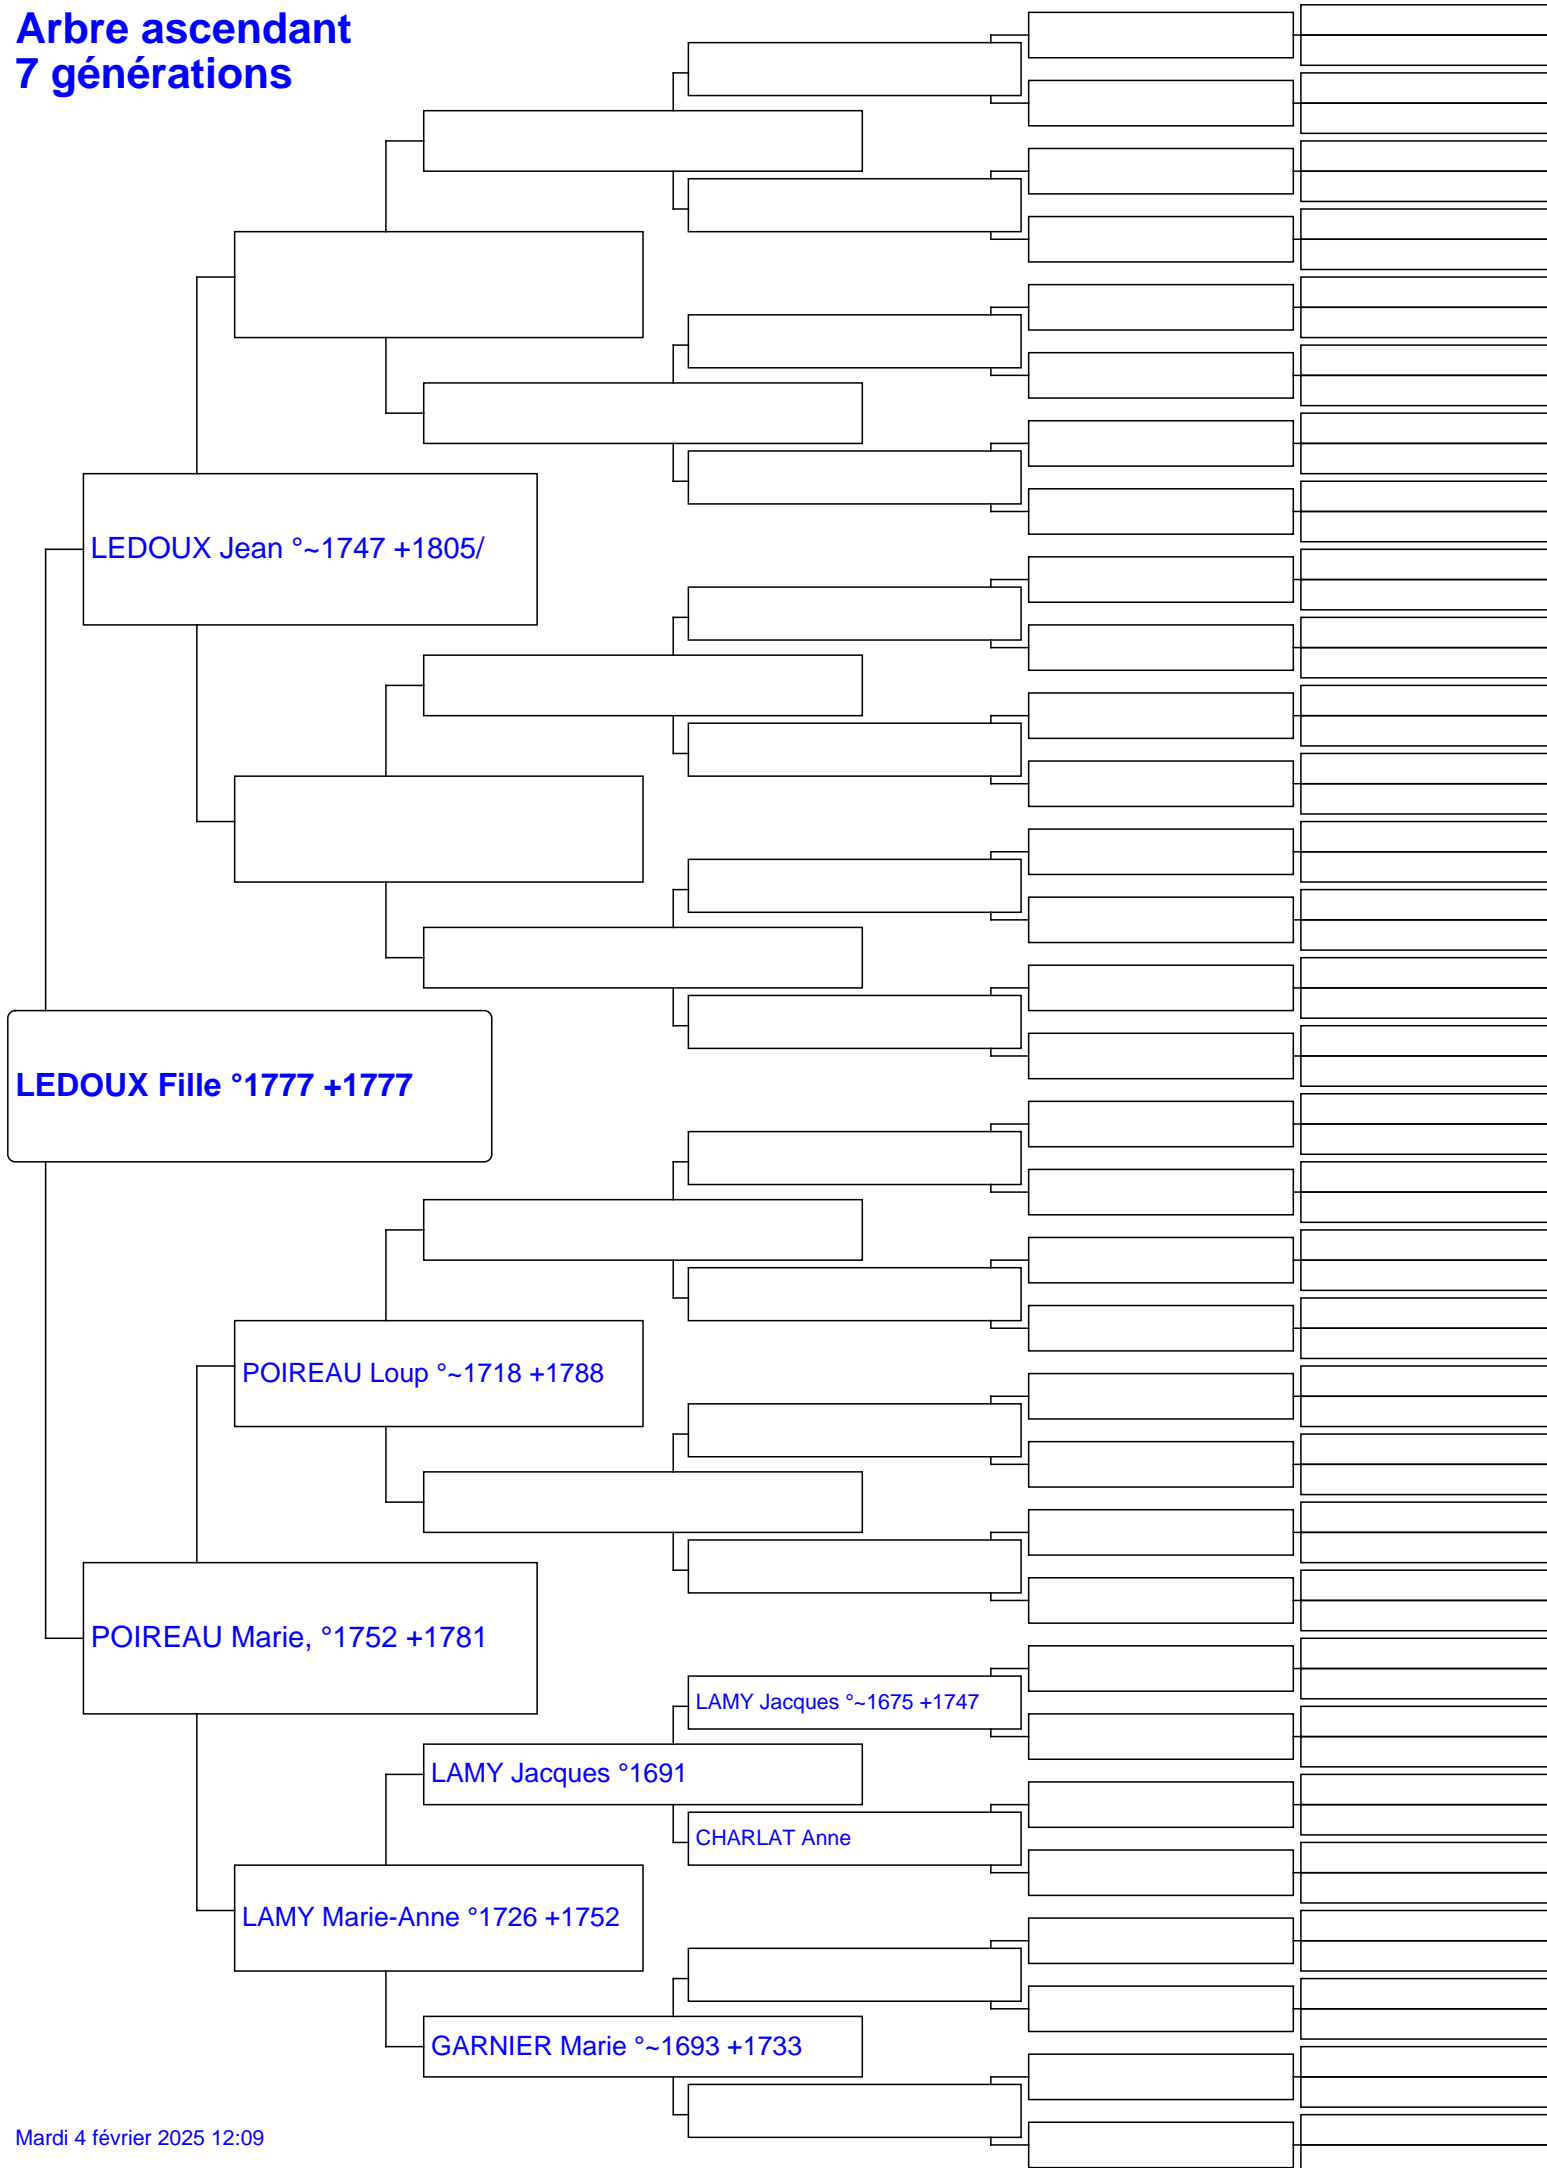 Arbre ascendant
7 générations
LEDOUX Jean °~1747 +1805/
LEDOUX Fille °1777 +1777
POIREAU Loup °~1718 +1788
POIREAU Marie, °1752 +1781
LAMY Jacques °~1675 +1747
LAMY Jacques °1691
CHARLAT Anne
LAMY Marie-Anne °1726 +1752
GARNIER Marie °~1693 +1733
Mardi 4 février 2025 12:09